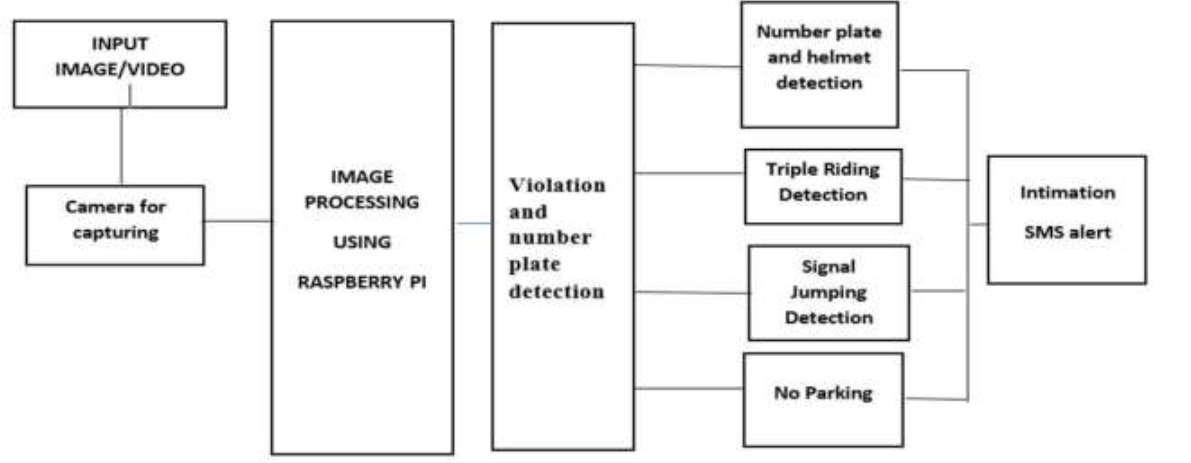 INPUT
IMAGE/VIDEO
Camera for
capturing
IMAGE
PROCESSING
USING
RASPBERRY PI
Violation
and
number
plate
detection
Number plate
and helmet
detection
Triple Riding
Detection
Signal
Jumping
Detection
No Parking
Intimation
SMS alert